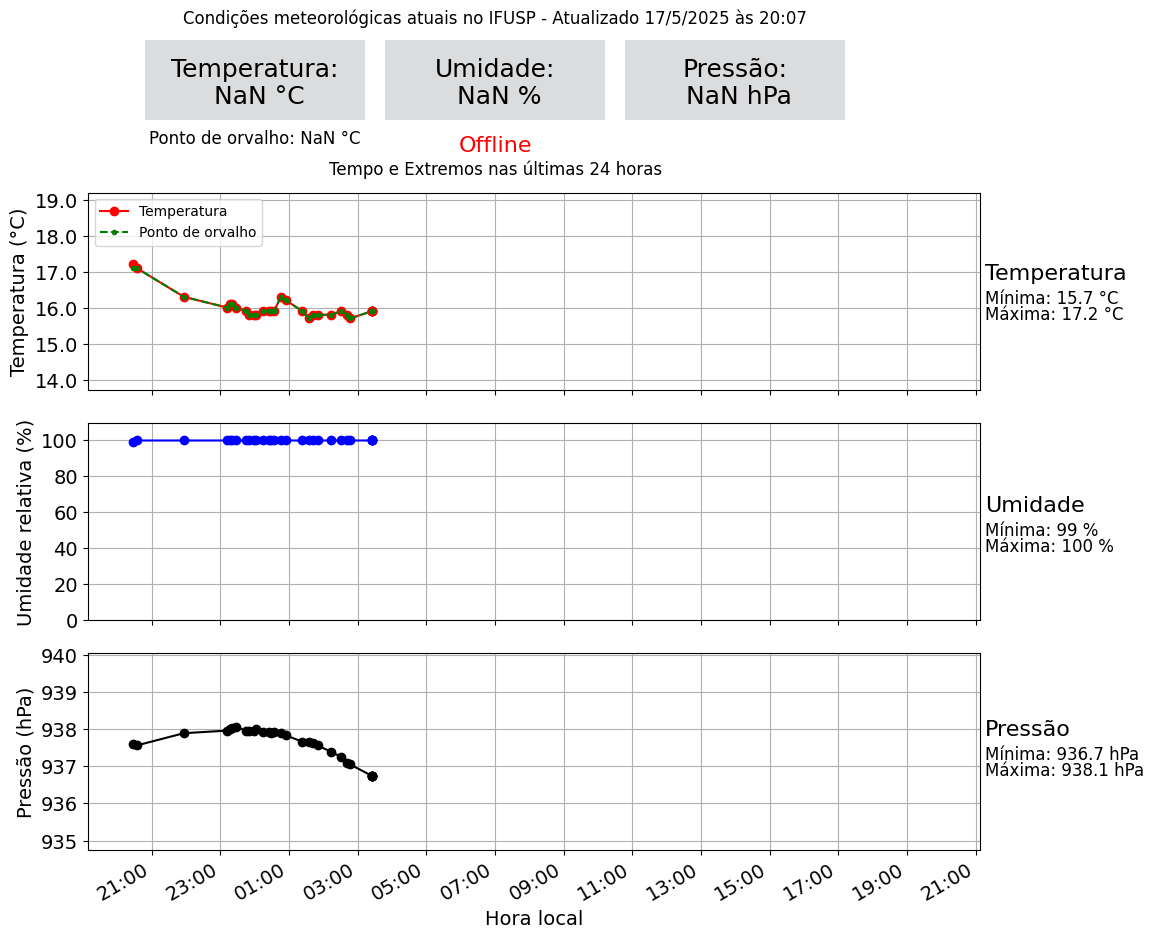 Condições meteorológicas atuais no IFUSP - Atualizado 17/5/2025 às 20:07
Temperatura:
NaN °C
Umidade:
NaN %
Pressão:
NaN hPa
Ponto de orvalho: NaN °C
Offline
Tempo e Extremos nas últimas 24 horas
Temperatura (°C)
19.0
18.0
17.0
16.0
15.0
14.0
Temperatura
Ponto de orvalho
Temperatura
Mínima: 15.7 °C
Máxima: 17.2 °C
Umidade relativa (%)
100
80
60
40
20
0
Umidade
Mínima: 99 %
Máxima: 100 %
Pressão (hPa)
940
939
938
937
936
935
Pressão
Mínima: 936.7 hPa
Máxima: 938.1 hPa
21:00
23:00
01:00
03:00
05:00
07:00
09:00
11:00
13:00
15:00
17:00
19:00
21:00
Hora local